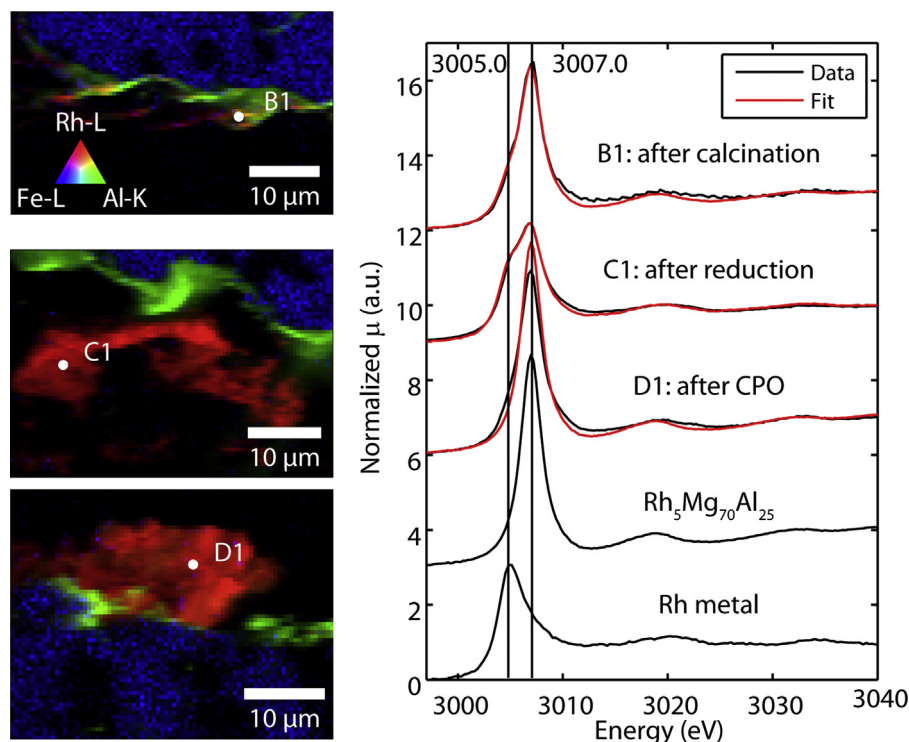 B1
Rh-L
Fe-L Al-K
10 µm
C1
10 µm
D1
10 µm
3005.0 3007.0
Data
Fit
B1: after calcination
C1: after reduction
D1: after CPO
Rh₅Mg₇₀Al₂₅
Rh metal
Normalized µ (a.u.)
16
14
12
10
8
6
4
2
0
3000 3010 3020 3030 3040
Energy (eV)